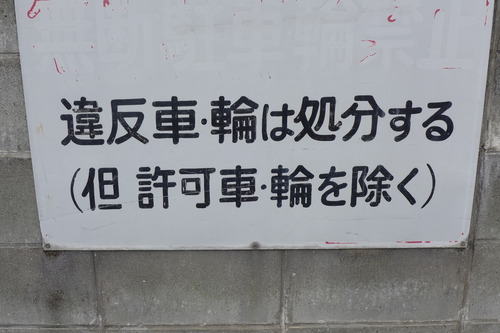 違反車・輪は処分する
(但 許可車・輪を除く)